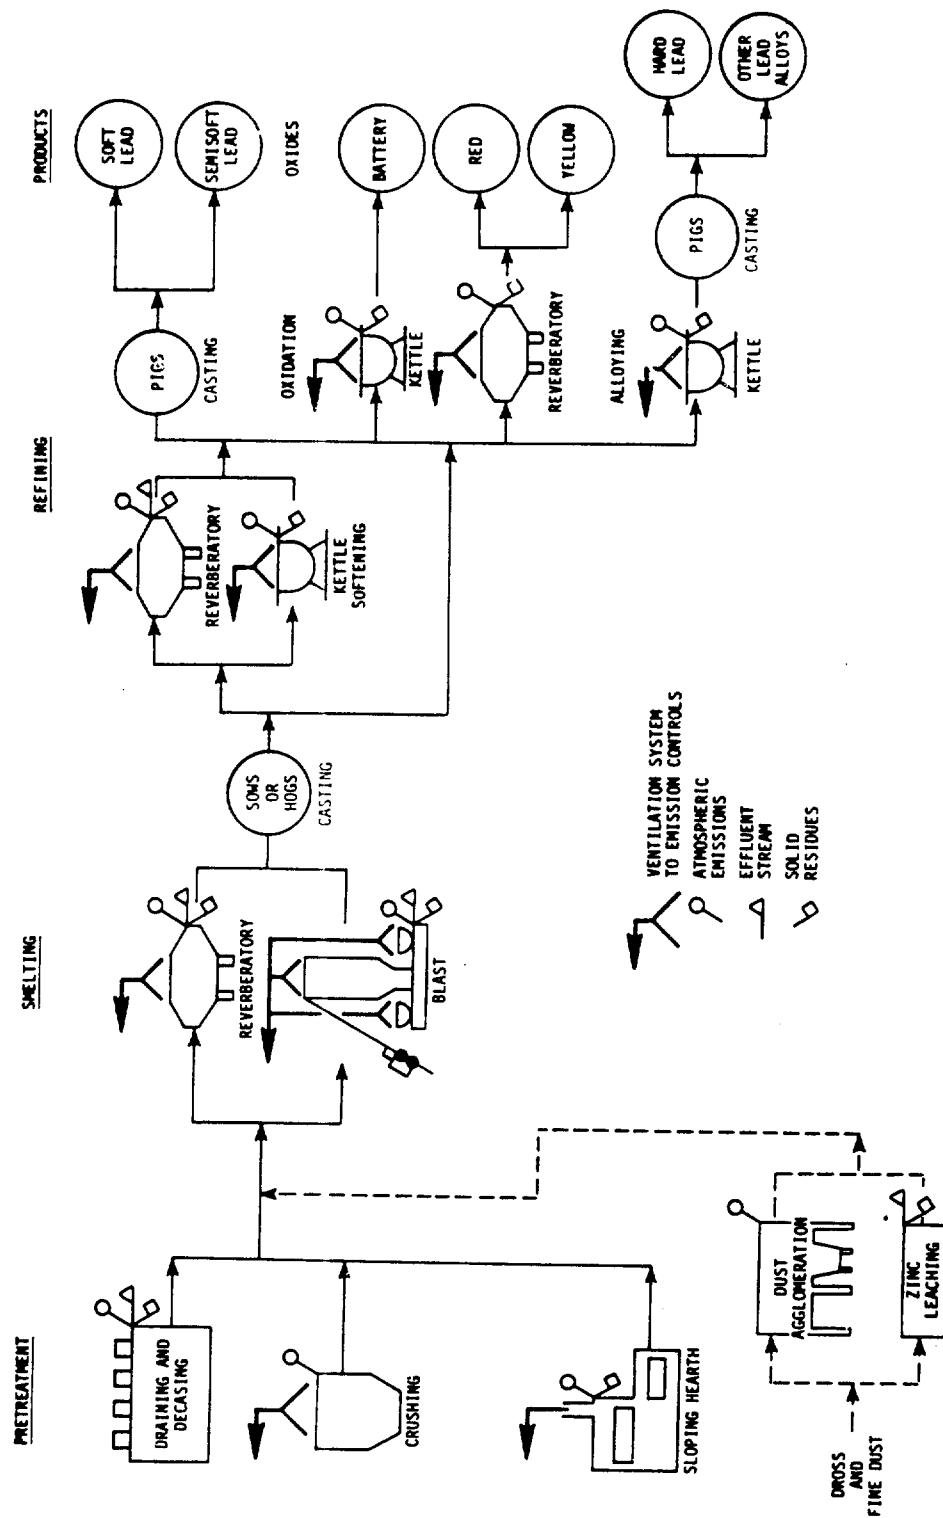 PRETREATMENT
SMELTING
REFINING
PRODUCTS
DRAINING AND
DECASING
CRUSHING
SLOPING HEARTH
DROSS
AND
FINE DUST
DUST
AGGLOMERATION
ZINC
LEACHING
REVERBERATORY
BLAST
SOWS
OR
HOGS
CASTING
REVERBERATORY
KETTLE
SOFTENING
PIGS
CASTING
SOFT
LEAD
SEMISOFT
LEAD
OXIDES
OXIDATION
KETTLE
BATTERY
REVERBERATORY
RED
YELLOW
ALLOYING
KETTLE
PIGS
CASTING
HARD
LEAD
OTHER
LEAD
ALLOYS
VENTILATION SYSTEM
TO EMISSION CONTROLS
ATMOSPHERIC
EMISSIONS
EFFLUENT
STREAM
SOLID
RESIDUES